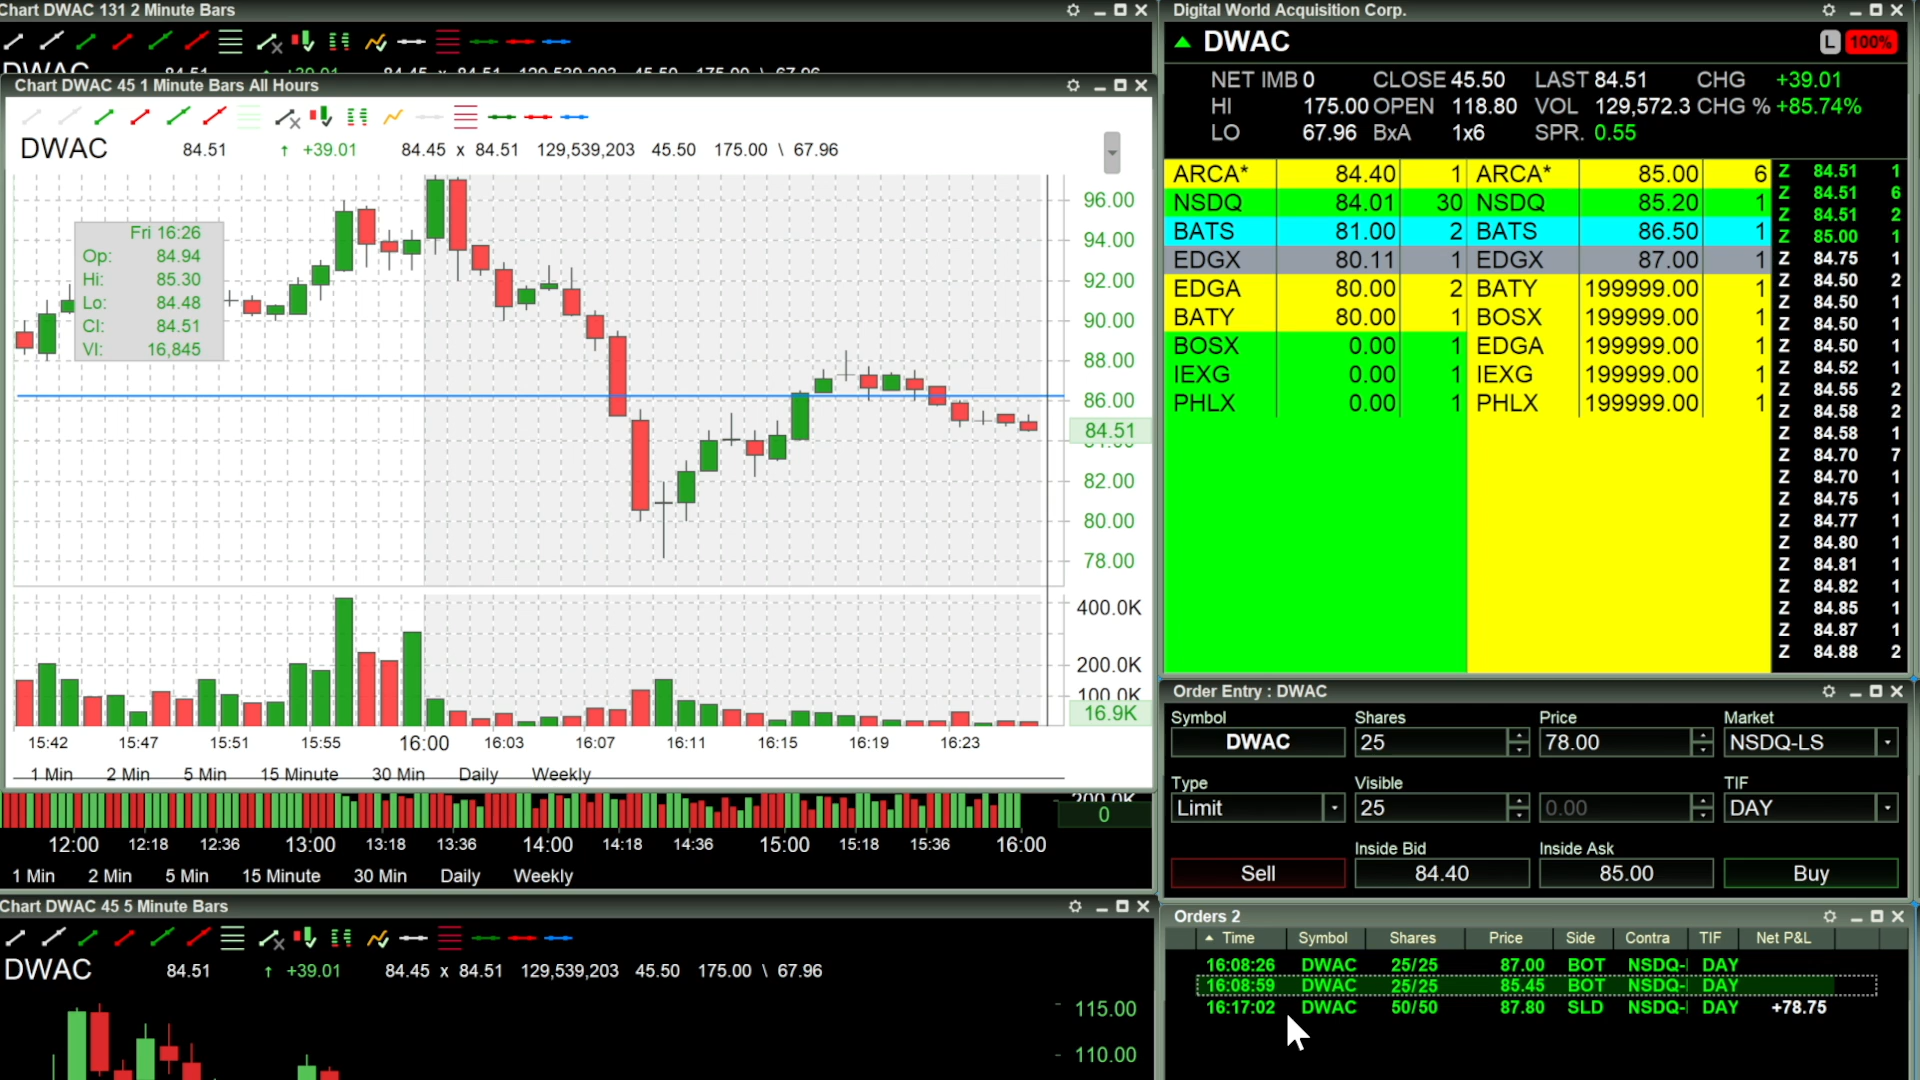 Chart DWAC 131 2 Minute Bars
DWAC 84.51 ↑ +39.01 84.45 x 84.51 129,539,203 45.50 175.00 \ 67.96
Chart DWAC 45 1 Minute Bars All Hours
DWAC 84.51 ↑ +39.01 84.45 x 84.51 129,539,203 45.50 175.00 \ 67.96
Fri 16:26
Op: 84.94
Hi: 85.30
Lo: 84.48
Cl: 84.51
Vl: 16,845
96.00
94.00
92.00
90.00
88.00
86.00
84.51
82.00
80.00
78.00
400.0K
200.0K
100.0K
16.9K
15:42 15:47 15:51 15:55 16:00 16:03 16:07 16:11 16:15 16:19 16:23
1 Min 2 Min 5 Min 15 Minute 30 Min Daily Weekly
200.0K
0
12:00 12:18 12:36 13:00 13:18 13:36 14:00 14:18 14:36 15:00 15:18 15:36 16:00
1 Min 2 Min 5 Min 15 Minute 30 Min Daily Weekly
Chart DWAC 45 5 Minute Bars
DWAC 84.51 ↑ +39.01 84.45 x 84.51 129,539,203 45.50 175.00 \ 67.96
115.00
110.00
Digital World Acquisition Corp.
DWAC L 100%
NET IMB 0 CLOSE 45.50 LAST 84.51 CHG +39.01
HI 175.00 OPEN 118.80 VOL 129,572.3 CHG % +85.74%
LO 67.96 BxA 1x6 SPR. 0.55
ARCA* 84.40 1 ARCA* 85.00 6
NSDQ 84.01 30 NSDQ 85.20 1
BATS 81.00 2 BATS 86.50 1
EDGX 80.11 1 EDGX 87.00 1
EDGA 80.00 2 BATY 199999.00 1
BATY 80.00 1 BOSX 199999.00 1
BOSX 0.00 1 EDGA 199999.00 1
IEXG 0.00 1 IEXG 199999.00 1
PHLX 0.00 1 PHLX 199999.00 1
Z 84.51 1
Z 84.51 6
Z 84.51 2
Z 85.00 1
Z 84.75 1
Z 84.50 2
Z 84.50 1
Z 84.50 1
Z 84.50 1
Z 84.52 1
Z 84.55 2
Z 84.58 2
Z 84.58 1
Z 84.70 7
Z 84.70 1
Z 84.75 1
Z 84.77 1
Z 84.80 1
Z 84.81 1
Z 84.82 1
Z 84.85 1
Z 84.87 1
Z 84.88 2
Order Entry : DWAC
Symbol Shares Price Market
DWAC 25 78.00 NSDQ-LS
Type Visible TIF
Limit 25 0.00 DAY
Inside Bid Inside Ask
Sell 84.40 85.00 Buy
Orders 2
Time Symbol Shares Price Side Contra TIF Net P&L
16:08:26 DWAC 25/25 87.00 BOT NSDQ- DAY
16:08:59 DWAC 25/25 85.45 BOT NSDQ- DAY
16:17:02 DWAC 50/50 87.80 SLD NSDQ- DAY +78.75